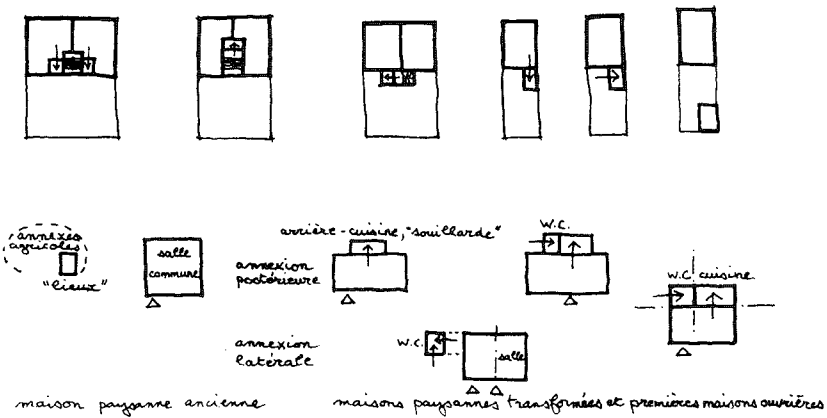 annexes
agricoles
"lieux"
salle
commune
arrière-cuisine, "souillarde"
annexion
postérieure
W.C.
W.C. cuisine
annexion
latérale
W.C.
salle
maison paysanne ancienne
maisons paysannes transformées et premières maisons ouvrières